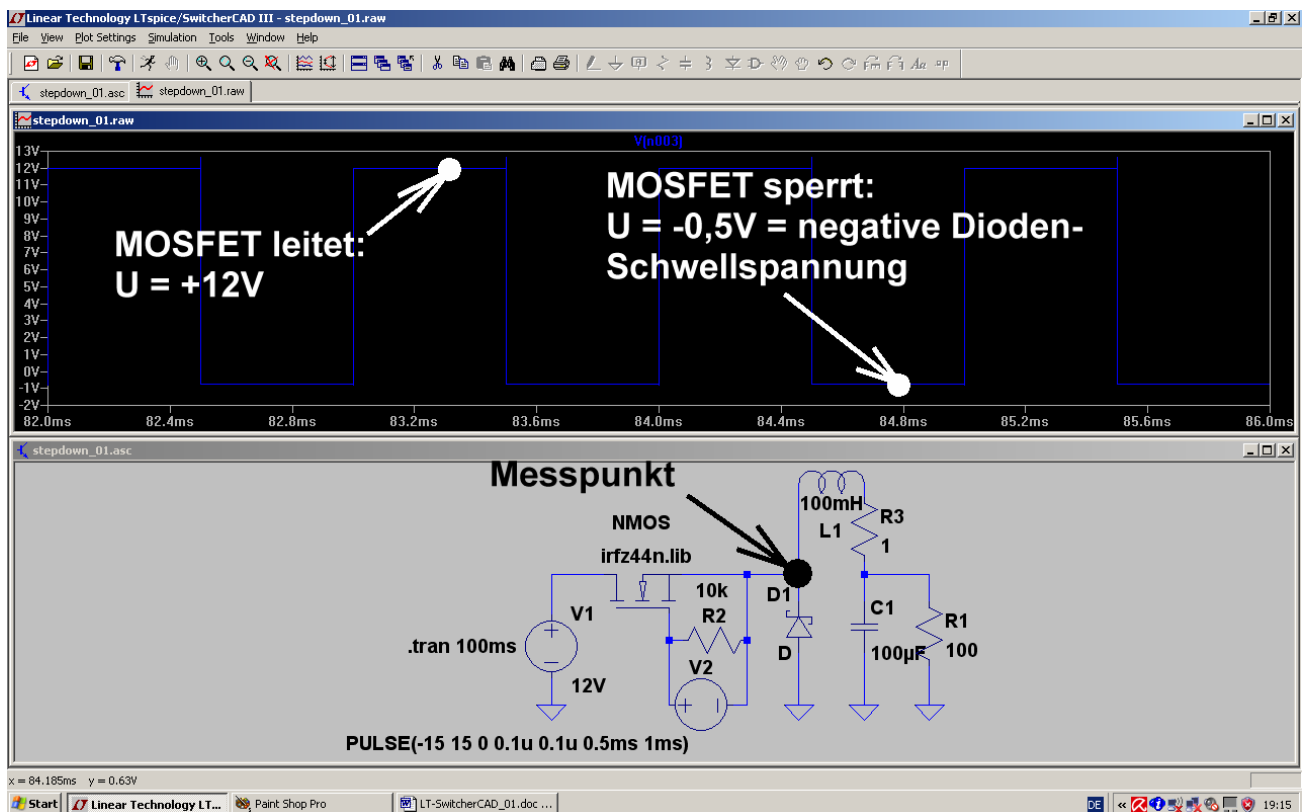 Linear Technology LTspice/SwitcherCAD III - stepdown_01.raw
File View Plot Settings Simulation Tools Window Help
stepdown_01.asc stepdown_01.raw
stepdown_01.raw
V[n003]
13V
12V
11V
10V
9V
8V
7V
6V
5V
4V
3V
2V
1V
0V
-1V
-2V
MOSFET leitet:
U = +12V
MOSFET sperrt:
U = -0,5V = negative Dioden-
Schwellspannung
82.0ms 82.4ms 82.8ms 83.2ms 83.6ms 84.0ms 84.4ms 84.8ms 85.2ms 85.6ms 86.0ms
stepdown_01.asc
Messpunkt
100mH
L1
R3
1
NMOS
irfz44n.lib
10k
R2
D1
D
C1
100µF
R1
100
V1
12V
.tran 100ms
V2
PULSE(-15 15 0 0.1u 0.1u 0.5ms 1ms)
x = 84.185ms y = 0.63V
Start Linear Technology LT... Paint Shop Pro LT-SwitcherCAD_01.doc ... DE 19:15